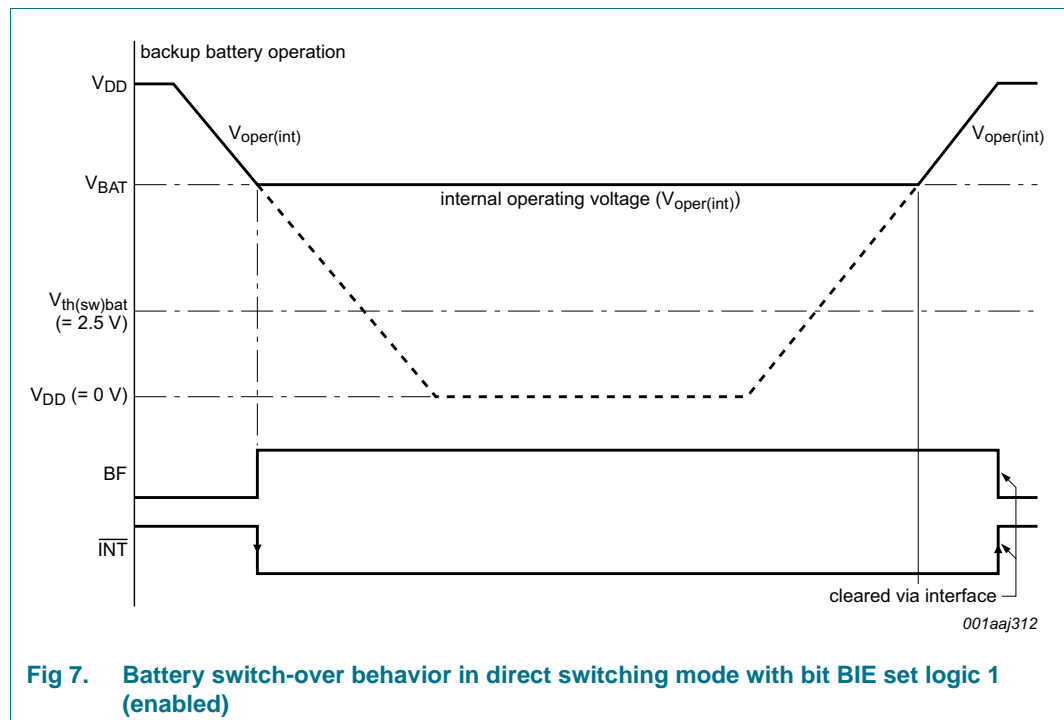 backup battery operation
VDD
Voper(int)
Voper(int)
VBAT
internal operating voltage (Voper(int))
Vth(sw)bat
(= 2.5 V)
VDD (= 0 V)
BF
INT
cleared via interface
001aaj312
Fig 7. Battery switch-over behavior in direct switching mode with bit BIE set logic 1
(enabled)